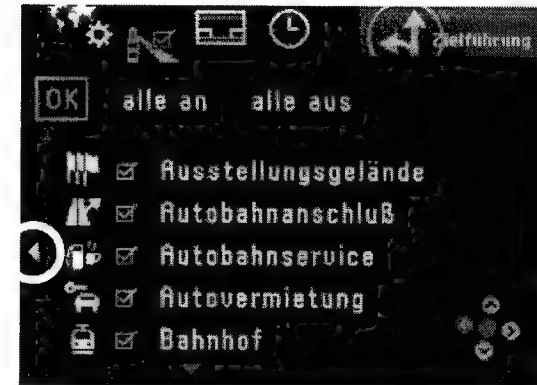 Zielführung
OK alle an alle aus
Ausstellungsgelände
Autobahnanschluß
Autobahnservice
Autovermietung
Bahnhof